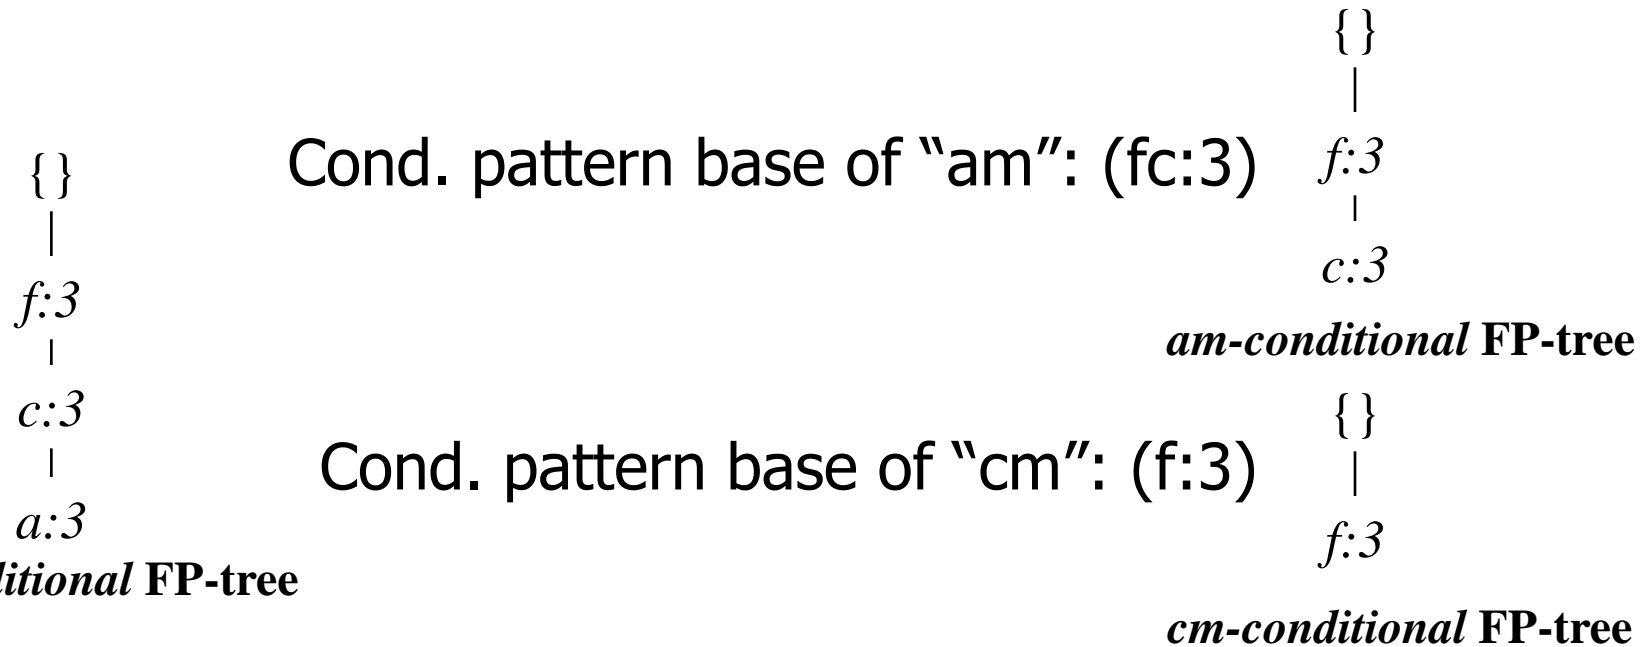 {}
Cond. pattern base of “am”: (fc:3)
f:3
c:3
am-conditional FP-tree
{}
f:3
c:3
a:3
FP-tree
Cond. pattern base of “cm”: (f:3)
{}
f:3
cm-conditional FP-tree